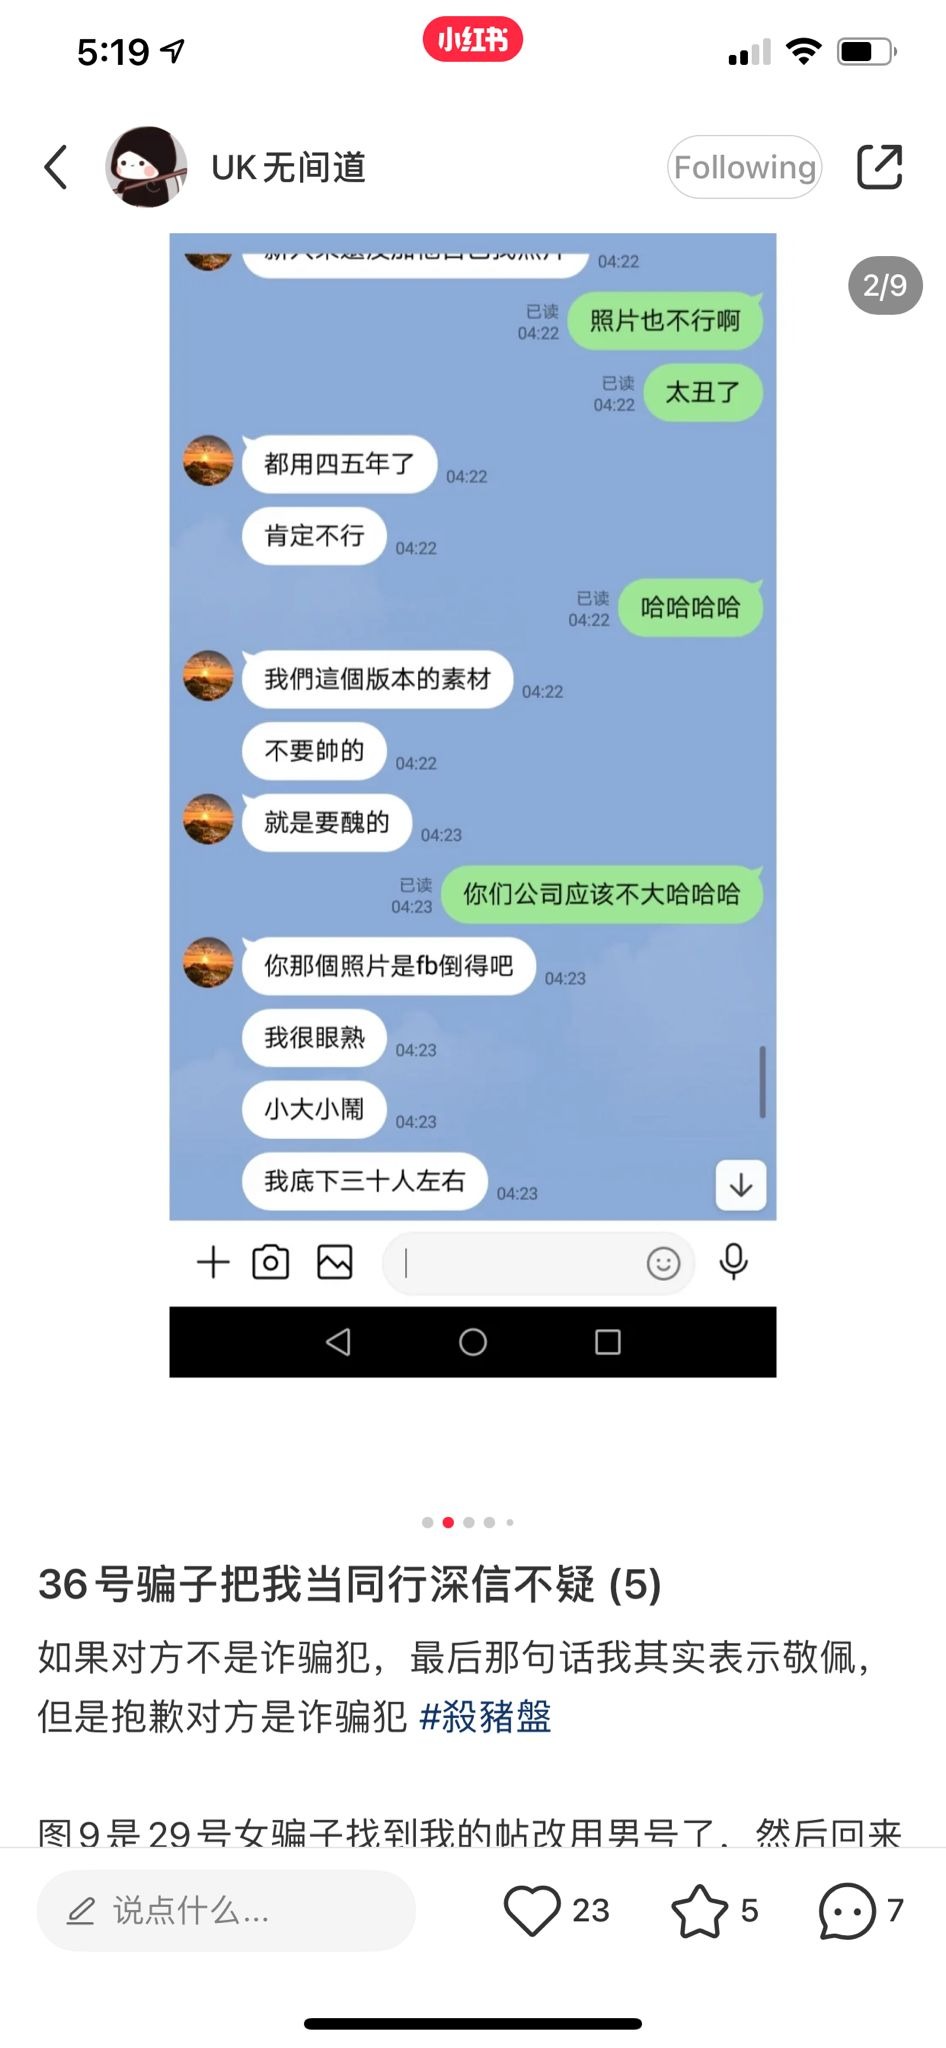 5:19
小红书
UK无间道
Following
2/9
04:22
已读
04:22
照片也不行啊
已读
04:22
太丑了
都用四五年了
04:22
肯定不行
04:22
已读
04:22
哈哈哈哈
我們這個版本的素材
04:22
不要帥的
04:22
就是要醜的
04:23
已读
04:23
你们公司应该不大哈哈哈
你那個照片是fb倒得吧
04:23
我很眼熟
04:23
小大小鬧
04:23
我底下三十人左右
04:23
36号骗子把我当同行深信不疑 (5)
如果对方不是诈骗犯，最后那句话我其实表示敬佩，
但是抱歉对方是诈骗犯 #殺豬盤
图9是29号女骗子找到我的帖改用男号了，然后回来
说点什么...
23
5
7